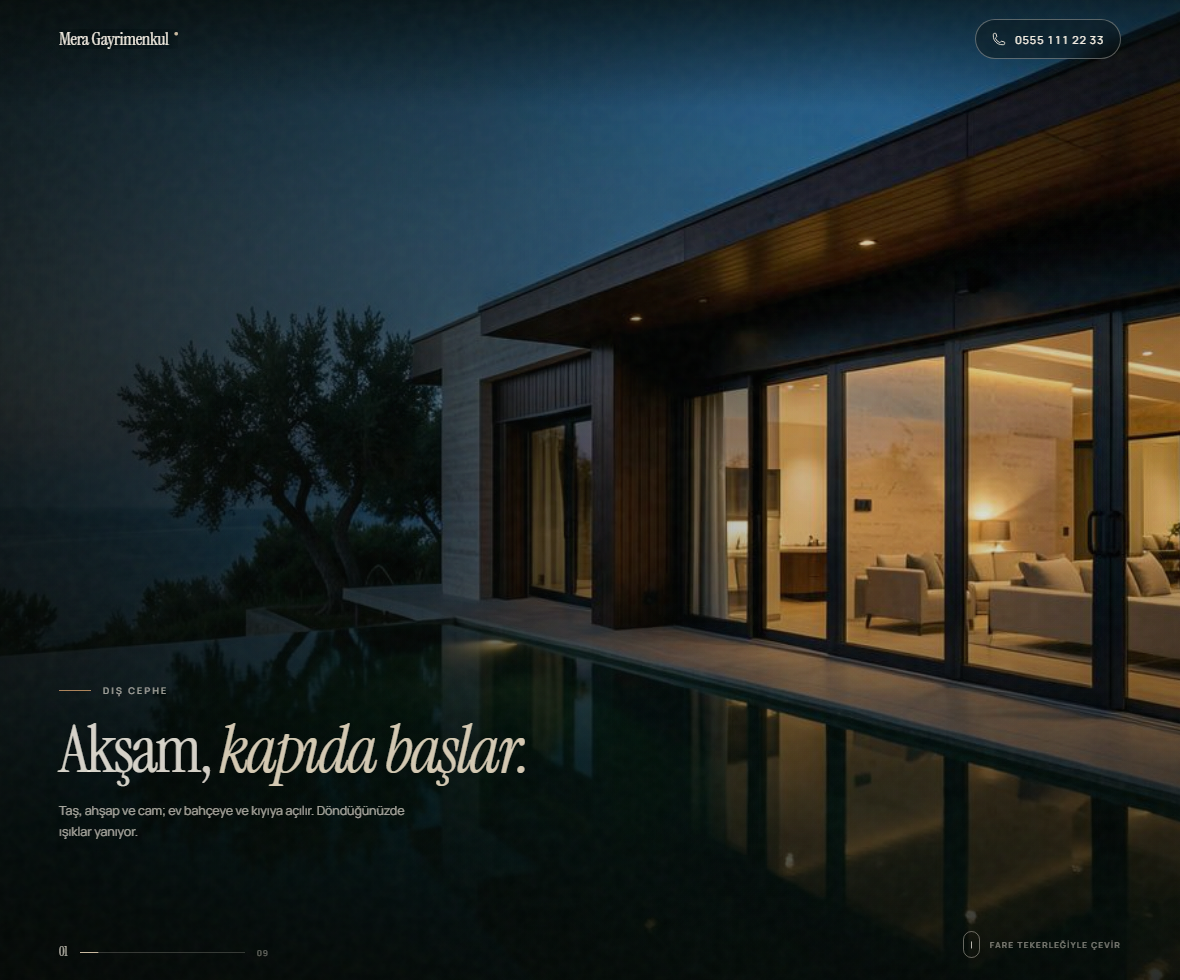 Mera Gayrimenkul
0555 111 22 33
DIŞ CEPHE
Akşam, kapıda başlar.
Taş, ahşap ve cam; ev bahçeye ve kıyıya açılır. Döndüğünüzde
ışıklar yanıyor.
01
09
FARE TEKERLEĞİYLE ÇEVİR